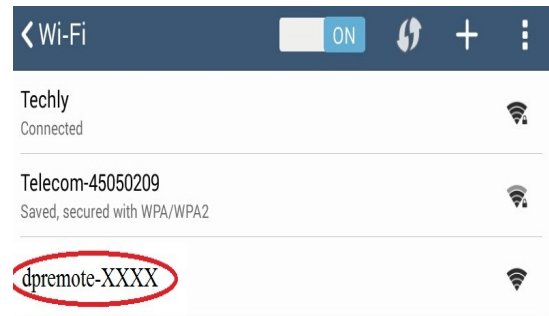 Wi-Fi ON
Techly
Connected
Telecom-45050209
Saved, secured with WPA/WPA2
dpremote-XXXX